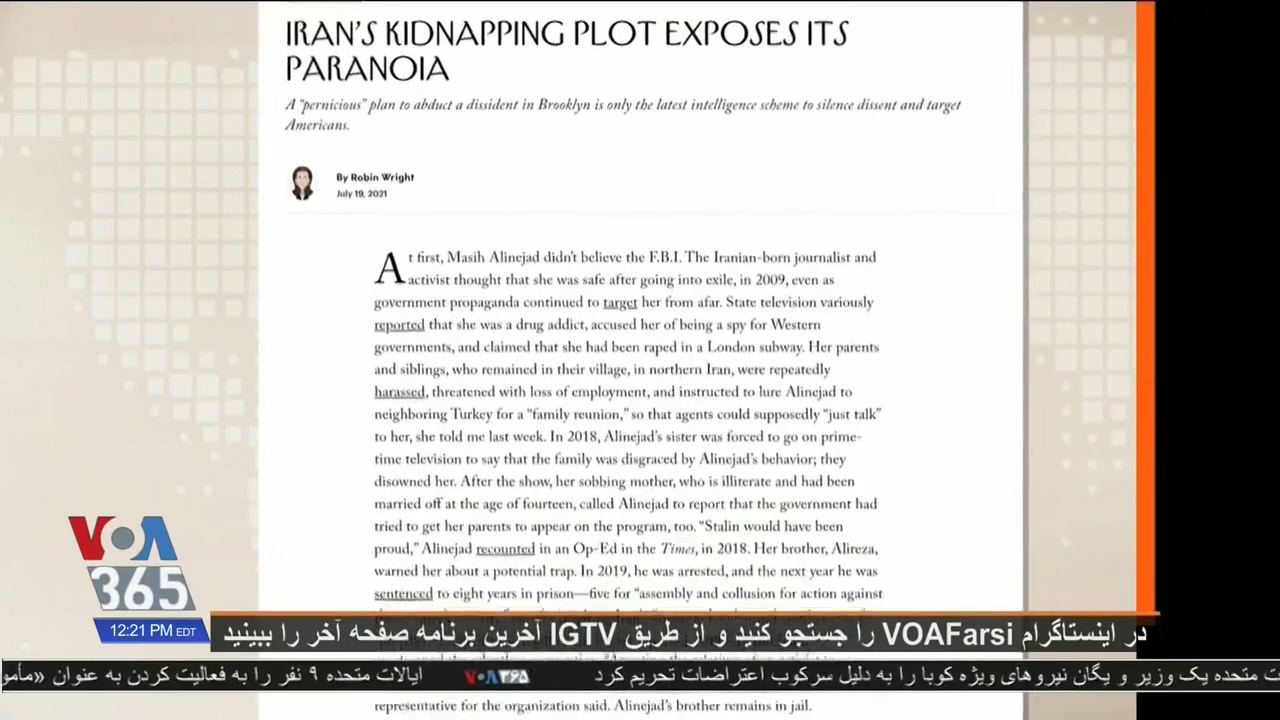 IRAN'S KIDNAPPING PLOT EXPOSES ITS
PARANOIA
A "pernicious" plan to abduct a dissident in Brooklyn is only the latest intelligence scheme to silence dissent and target
Americans.
By Robin Wright
July 19, 2021
At first, Masih Alinejad didn't believe the F.B.I. The Iranian-born journalist and
activist thought that she was safe after going into exile, in 2009, even as
government propaganda continued to target her from afar. State television variously
reported that she was a drug addict, accused her of being a spy for Western
governments, and claimed that she had been raped in a London subway. Her parents
and siblings, who remained in their village, in northern Iran, were repeatedly
harassed, threatened with loss of employment, and instructed to lure Alinejad to
neighboring Turkey for a "family reunion," so that agents could supposedly "just talk"
to her, she told me last week. In 2018, Alinejad's sister was forced to go on prime-
time television to say that the family was disgraced by Alinejad's behavior; they
disowned her. After the show, her sobbing mother, who is illiterate and had been
married off at the age of fourteen, called Alinejad to report that the government had
tried to get her parents to appear on the program, too. "Stalin would have been
proud," Alinejad recounted in an Op-Ed in the Times, in 2018. Her brother, Alireza,
warned her about a potential trap. In 2019, he was arrested, and the next year he was
sentenced to eight years in prison—five for "assembly and collusion for action against
VOA
365
12:21 PM EDT
در اینستاگرام VOAFarsi را جستجو کنید و از طریق IGTV آخرین برنامه صفحه آخر را ببینید
ت متحده یک وزیر و یگان نیروهای ویژه کوبا را به دلیل سرکوب اعتراضات تحریم کرد VOA۳۶۵ ایالات متحده ۹ نفر را به فعالیت کردن به عنوان «مأمو
representative for the organization said. Alinejad's brother remains in jail.